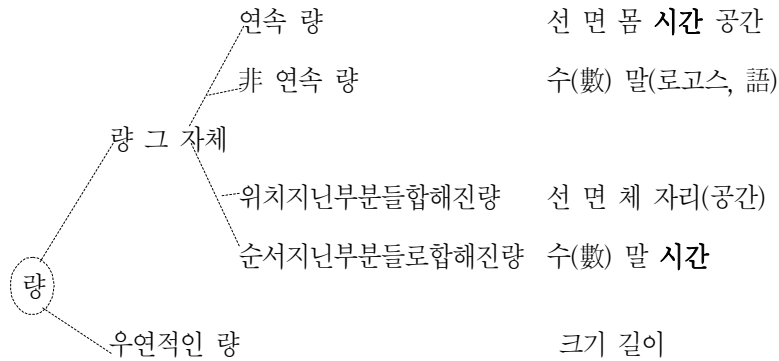 연속 량 선 면 몸 시간 공간
非 연속 량 수(數) 말(로고스, 語)
량 그 자체
위치지닌부분들합해진량 선 면 체 자리(공간)
순서지닌부분들로합해진량 수(數) 말 시간
량
우연적인 량 크기 길이